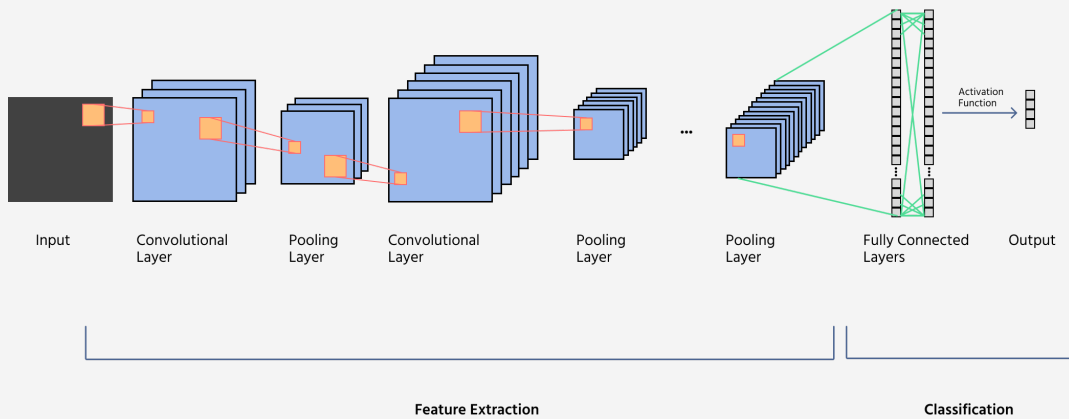 Activation
Function
...
Input
Convolutional
Layer
Pooling
Layer
Convolutional
Layer
Pooling
Layer
Pooling
Layer
Fully Connected
Layers
Output
Feature Extraction
Classification